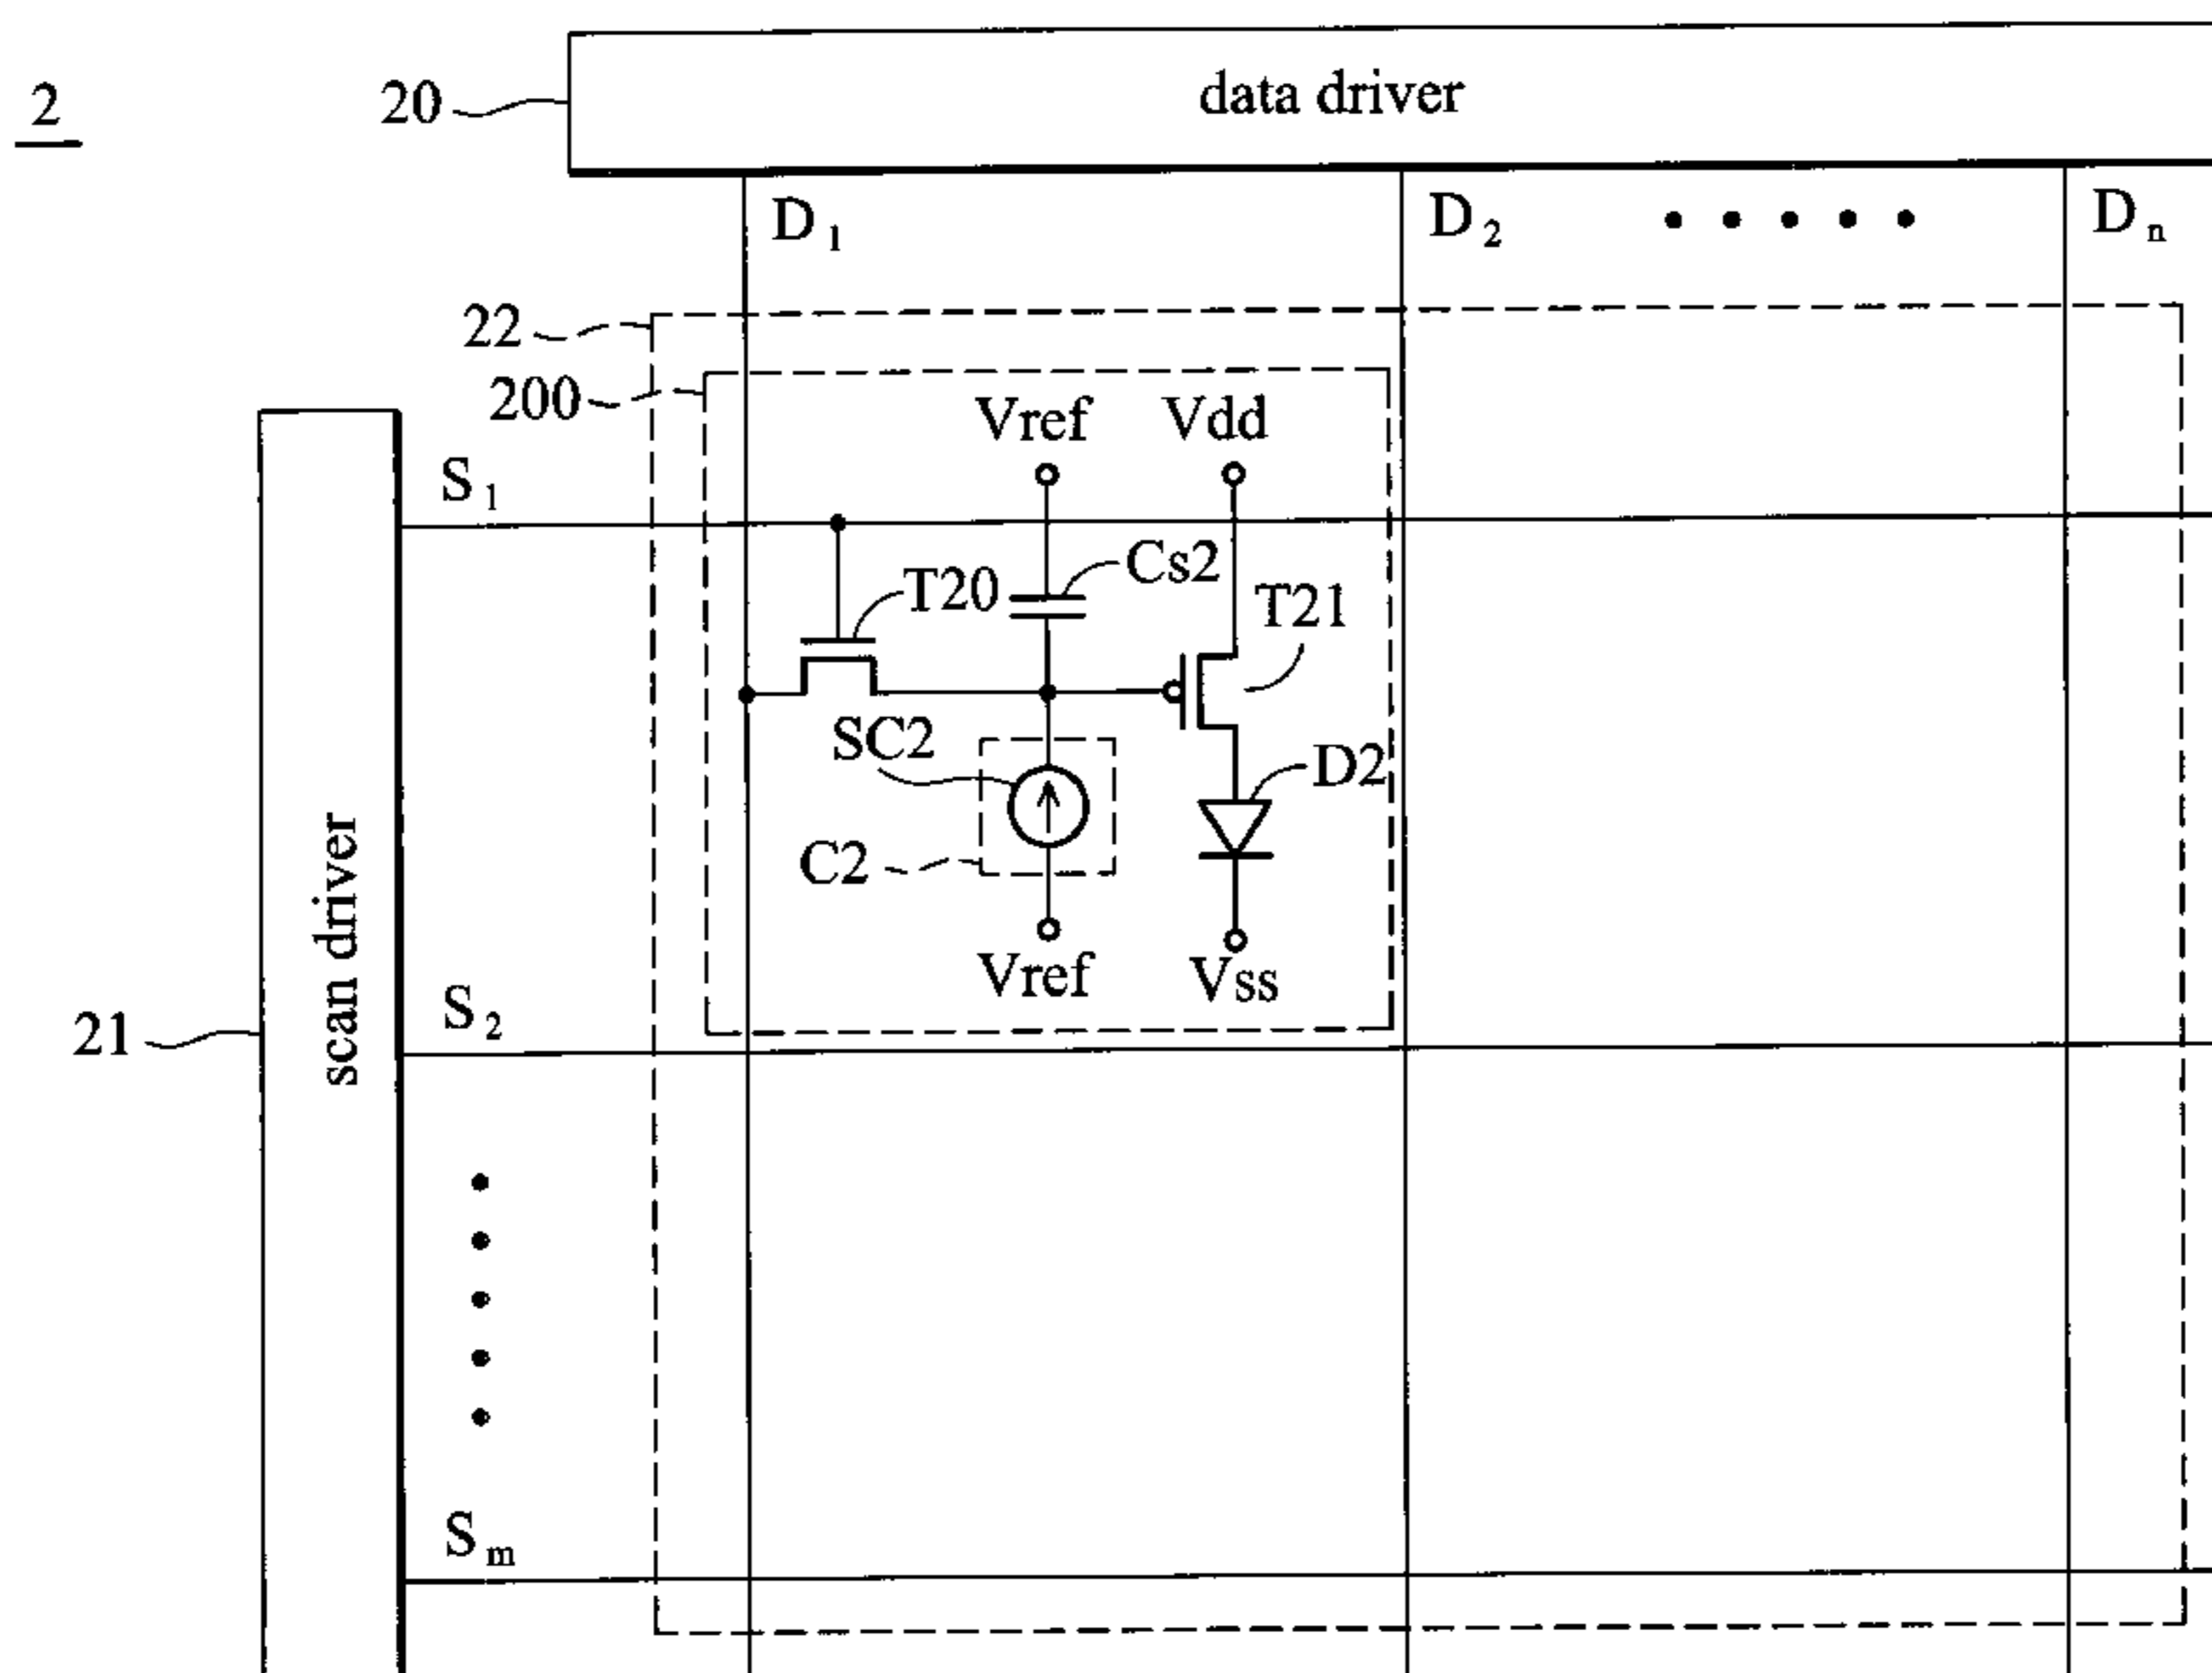 2
20
data driver
D1
D2
Dn
22
200
Vref
Vdd
S1
Cs2
T20
T21
SC2
D2
C2
Vref
Vss
scan driver
S2
21
Sm